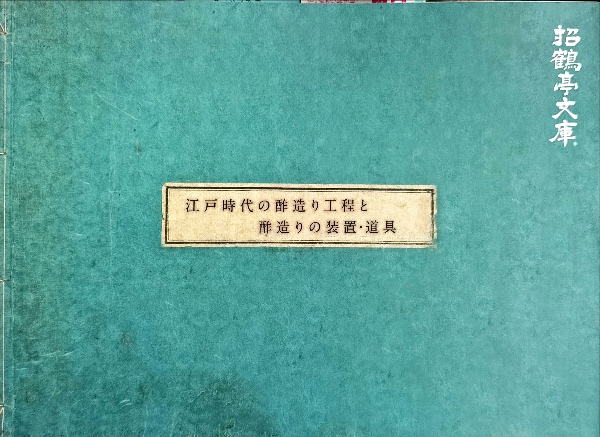 招鶴亭文庫
江戸時代の酢造り工程と
酢造りの装置・道具